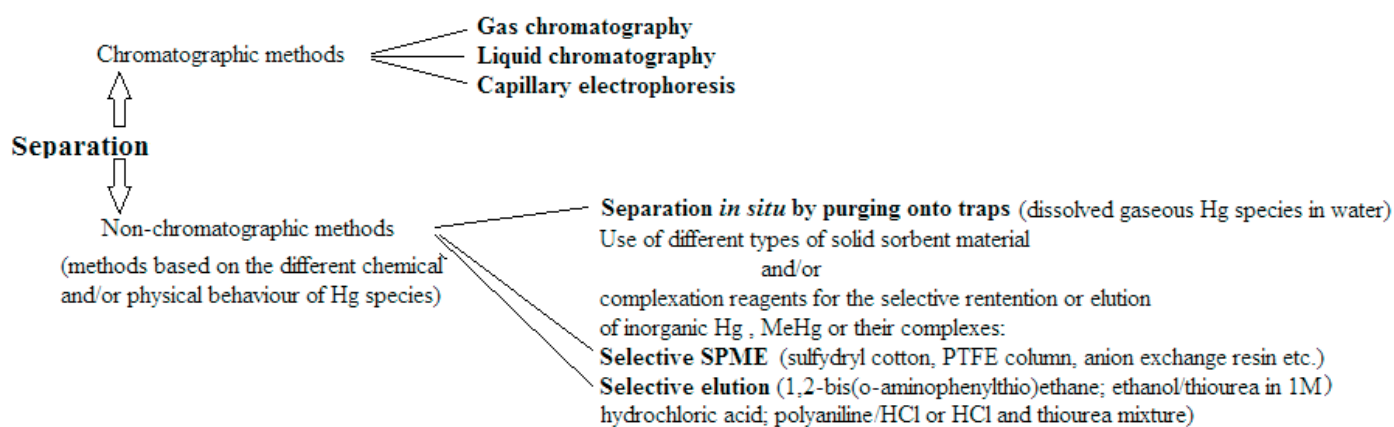 Gas chromatography
Chromatographic methods
Liquid chromatography
Capillary electrophoresis
Separation
Separation in situ by purging onto traps (dissolved gaseous Hg species in water)
Non-chromatographic methods
Use of different types of solid sorbent material
(methods based on the different chemical
and/or
and/or physical behaviour of Hg species)
complexation reagents for the selective rentention or elution
of inorganic Hg , MeHg or their complexes:
Selective SPME (sulfydryl cotton, PTFE column, anion exchange resin etc.)
Selective elution (1,2-bis(o-aminophenylthio)ethane; ethanol/thiourea in 1M)
hydrochloric acid; polyaniline/HCl or HCl and thiourea mixture)